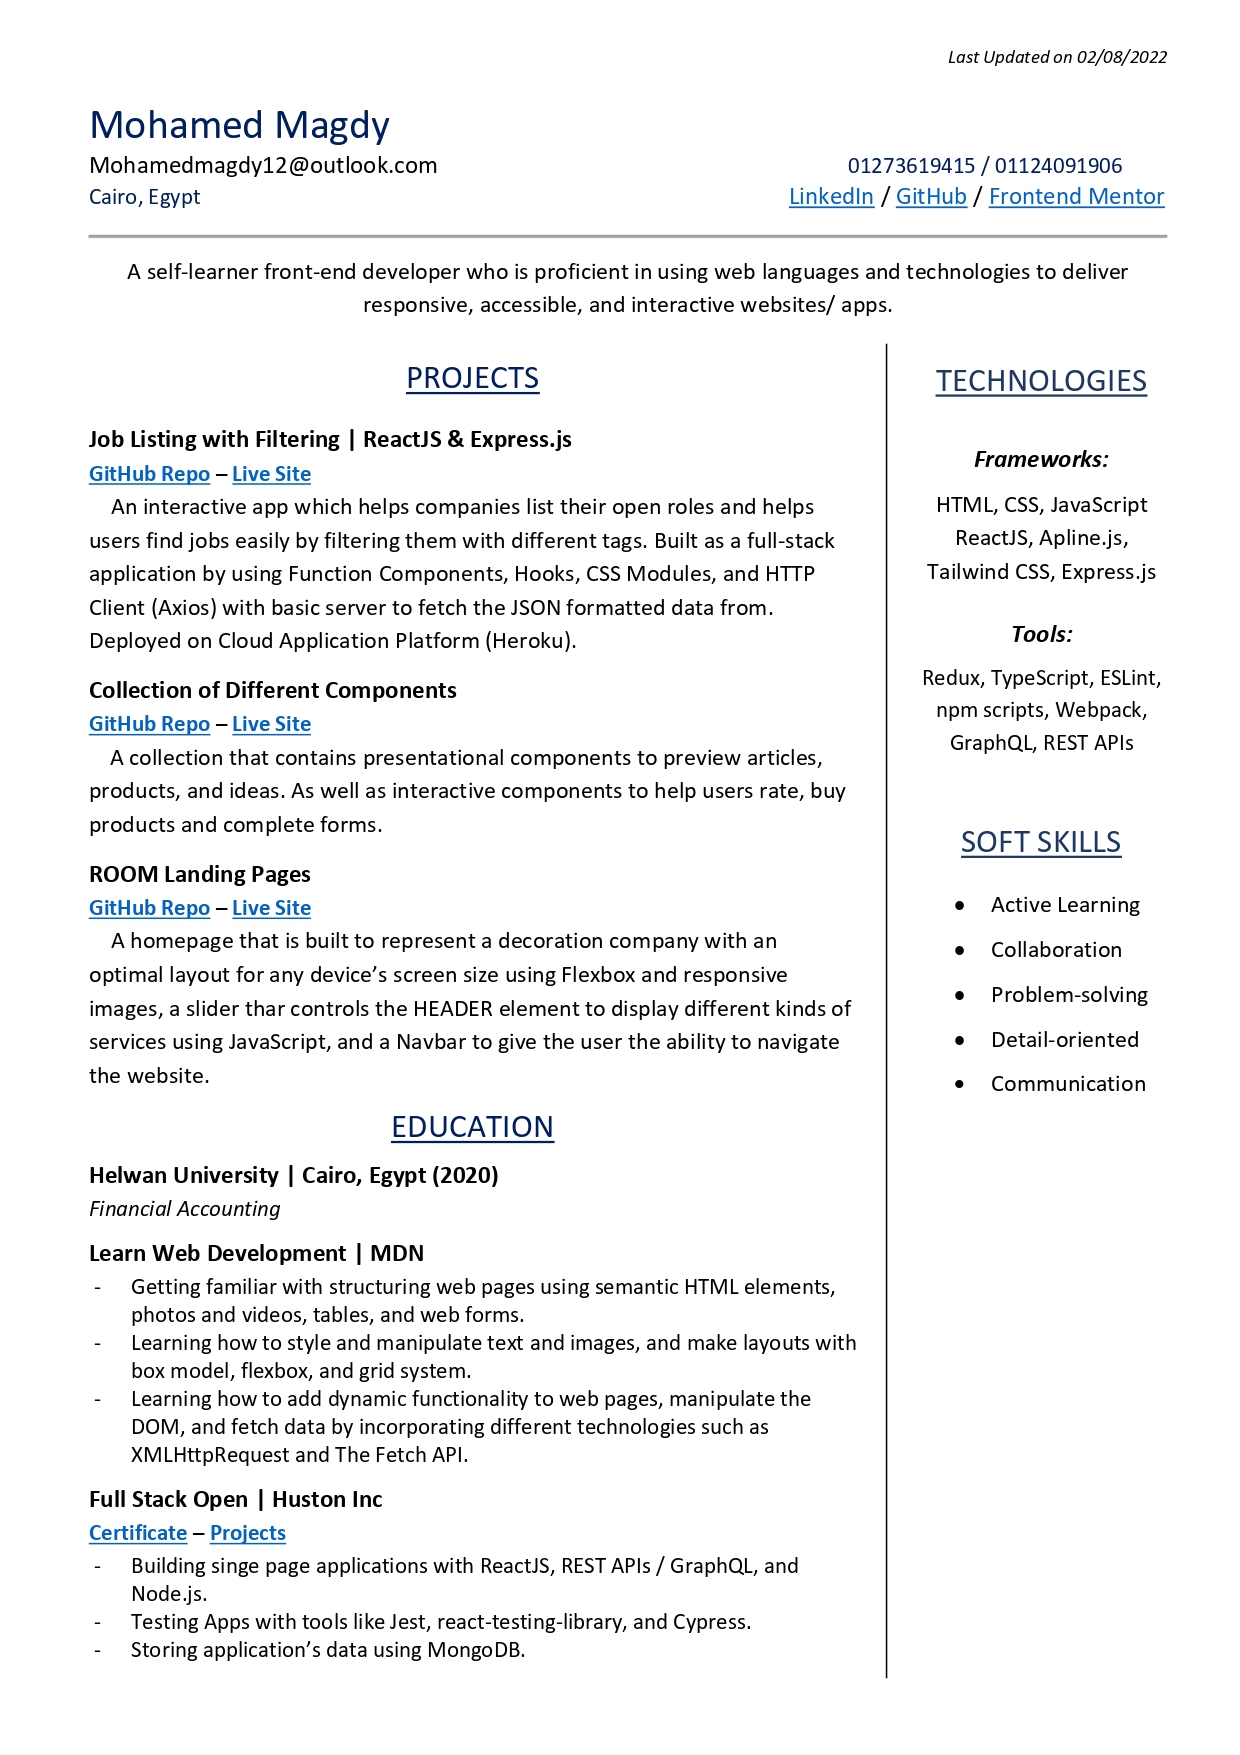 Last Updated on 02/08/2022
Mohamed Magdy
Mohamedmagdy12@outlook.com
01273619415 / 01124091906
Cairo, Egypt
LinkedIn / GitHub / Frontend Mentor
A self-learner front-end developer who is proficient in using web languages and technologies to deliver
responsive, accessible, and interactive websites/ apps.
PROJECTS
Job Listing with Filtering | ReactJS & Express.js
GitHub Repo – Live Site
An interactive app which helps companies list their open roles and helps
users find jobs easily by filtering them with different tags. Built as a full-stack
application by using Function Components, Hooks, CSS Modules, and HTTP
Client (Axios) with basic server to fetch the JSON formatted data from.
Deployed on Cloud Application Platform (Heroku).
Collection of Different Components
GitHub Repo – Live Site
A collection that contains presentational components to preview articles,
products, and ideas. As well as interactive components to help users rate, buy
products and complete forms.
ROOM Landing Pages
GitHub Repo – Live Site
A homepage that is built to represent a decoration company with an
optimal layout for any device’s screen size using Flexbox and responsive
images, a slider thar controls the HEADER element to display different kinds of
services using JavaScript, and a Navbar to give the user the ability to navigate
the website.
EDUCATION
Helwan University | Cairo, Egypt (2020)
Financial Accounting
Learn Web Development | MDN
- Getting familiar with structuring web pages using semantic HTML elements,
photos and videos, tables, and web forms.
- Learning how to style and manipulate text and images, and make layouts with
box model, flexbox, and grid system.
- Learning how to add dynamic functionality to web pages, manipulate the
DOM, and fetch data by incorporating different technologies such as
XMLHttpRequest and The Fetch API.
Full Stack Open | Huston Inc
Certificate – Projects
- Building singe page applications with ReactJS, REST APIs / GraphQL, and
Node.js.
- Testing Apps with tools like Jest, react-testing-library, and Cypress.
- Storing application’s data using MongoDB.
TECHNOLOGIES
Frameworks:
HTML, CSS, JavaScript
ReactJS, Apline.js,
Tailwind CSS, Express.js
Tools:
Redux, TypeScript, ESLint,
npm scripts, Webpack,
GraphQL, REST APIs
SOFT SKILLS
• Active Learning
• Collaboration
• Problem-solving
• Detail-oriented
• Communication